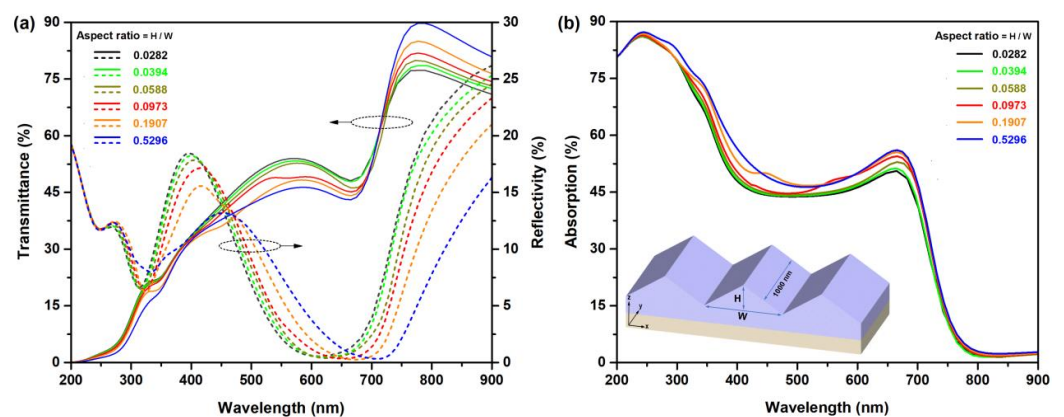 (a)
Aspect ratio = H / W
0.0282
0.0394
0.0588
0.0973
0.1907
0.5296
90
75
60
45
30
15
0
Transmittance (%)
30
25
20
15
10
5
0
Reflectivity (%)
200 300 400 500 600 700 800 900
Wavelength (nm)
(b)
Aspect ratio = H / W
0.0282
0.0394
0.0588
0.0973
0.1907
0.5296
90
75
60
45
30
15
0
Absorption (%)
1000 nm
H
W
z
y
x
200 300 400 500 600 700 800 900
Wavelength (nm)